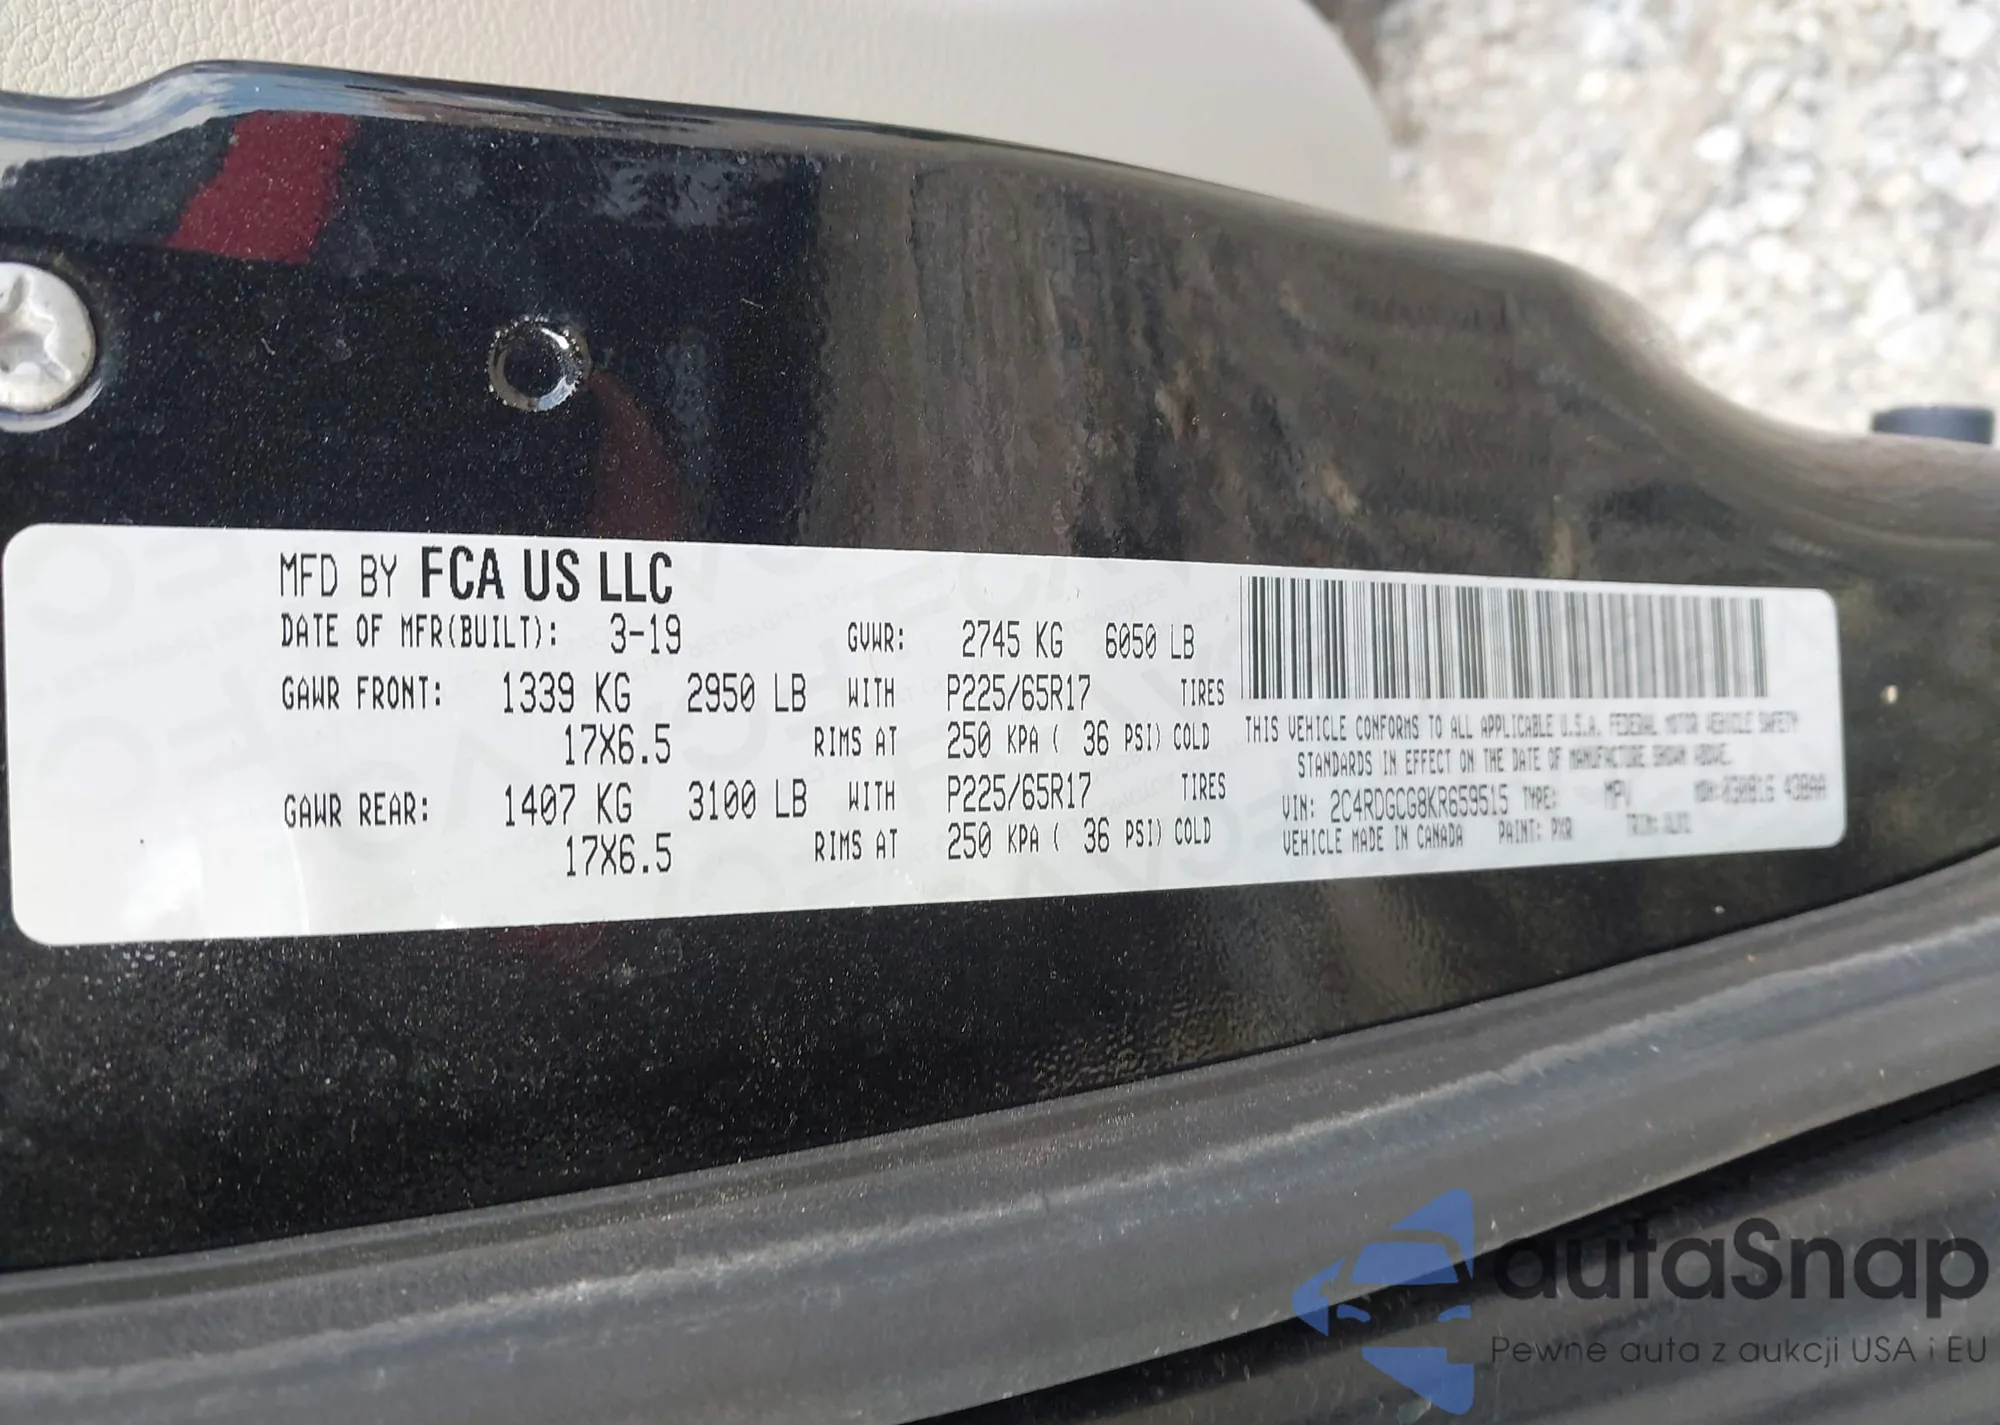 MFD BY FCA US LLC
DATE OF MFR(BUILT): 3-19 GVWR: 2745 KG 6050 LB
GAWR FRONT: 1339 KG 2950 LB WITH P225/65R17 TIRES
17X6.5 RIMS AT 250 KPA ( 36 PSI) COLD
GAWR REAR: 1407 KG 3100 LB WITH P225/65R17 TIRES
17X6.5 RIMS AT 250 KPA ( 36 PSI) COLD
THIS VEHICLE CONFORMS TO ALL APPLICABLE U.S.A. FEDERAL MOTOR VEHICLE SAFETY
STANDARDS IN EFFECT ON THE DATE OF MANUFACTURE SHOWN ABOVE.
VIN: 2C4RDGCG8KR659515 TYPE: MPV
VEHICLE MADE IN CANADA PAINT: PXR
autaSnap
Pewne auta z aukcji USA i EU